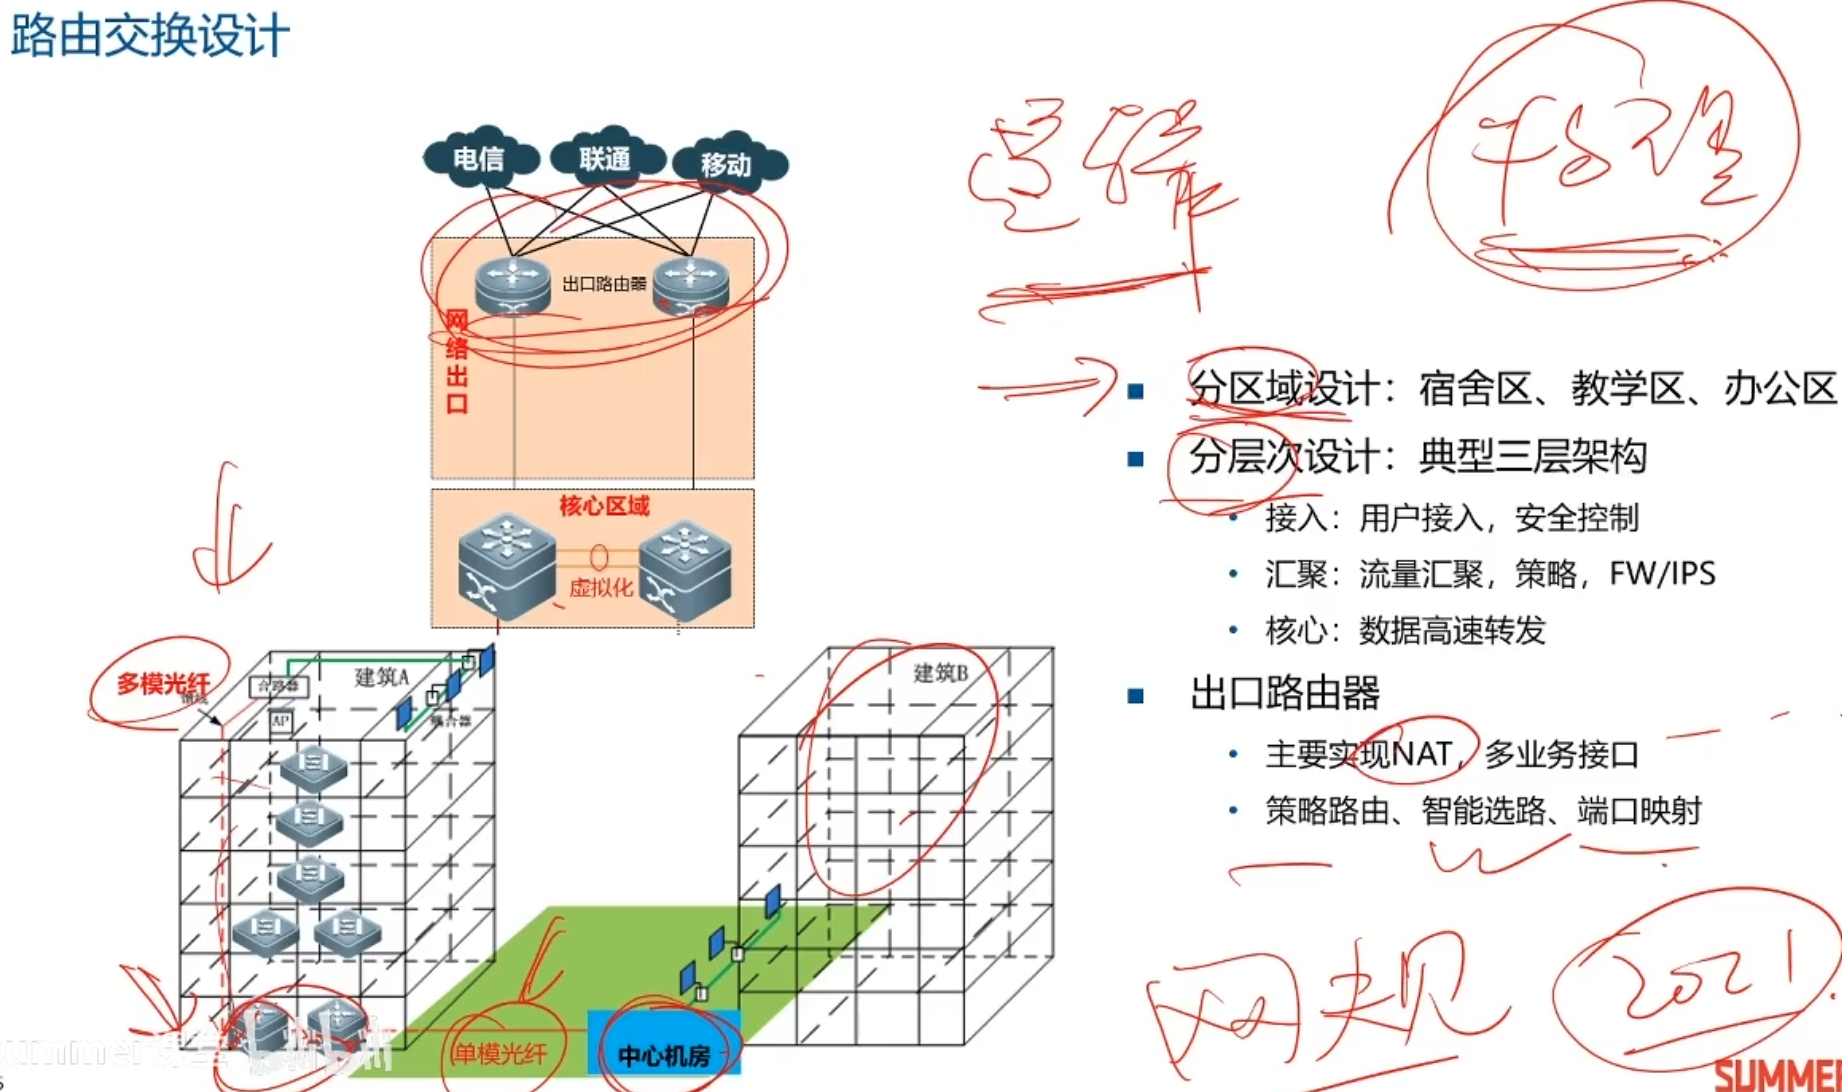 路由交换设计
电信
联通
移动
出口路由器
网络出口
核心区域
虚拟化
多模光纤
合路器
建筑A
AP
耦合器
建筑B
单模光纤
中心机房
分区域设计：宿舍区、教学区、办公区
分层次设计：典型三层架构
接入：用户接入，安全控制
汇聚：流量汇聚，策略，FW/IPS
核心：数据高速转发
出口路由器
主要实现NAT，多业务接口
策略路由、智能选路、端口映射
网规
2021
SUMMER